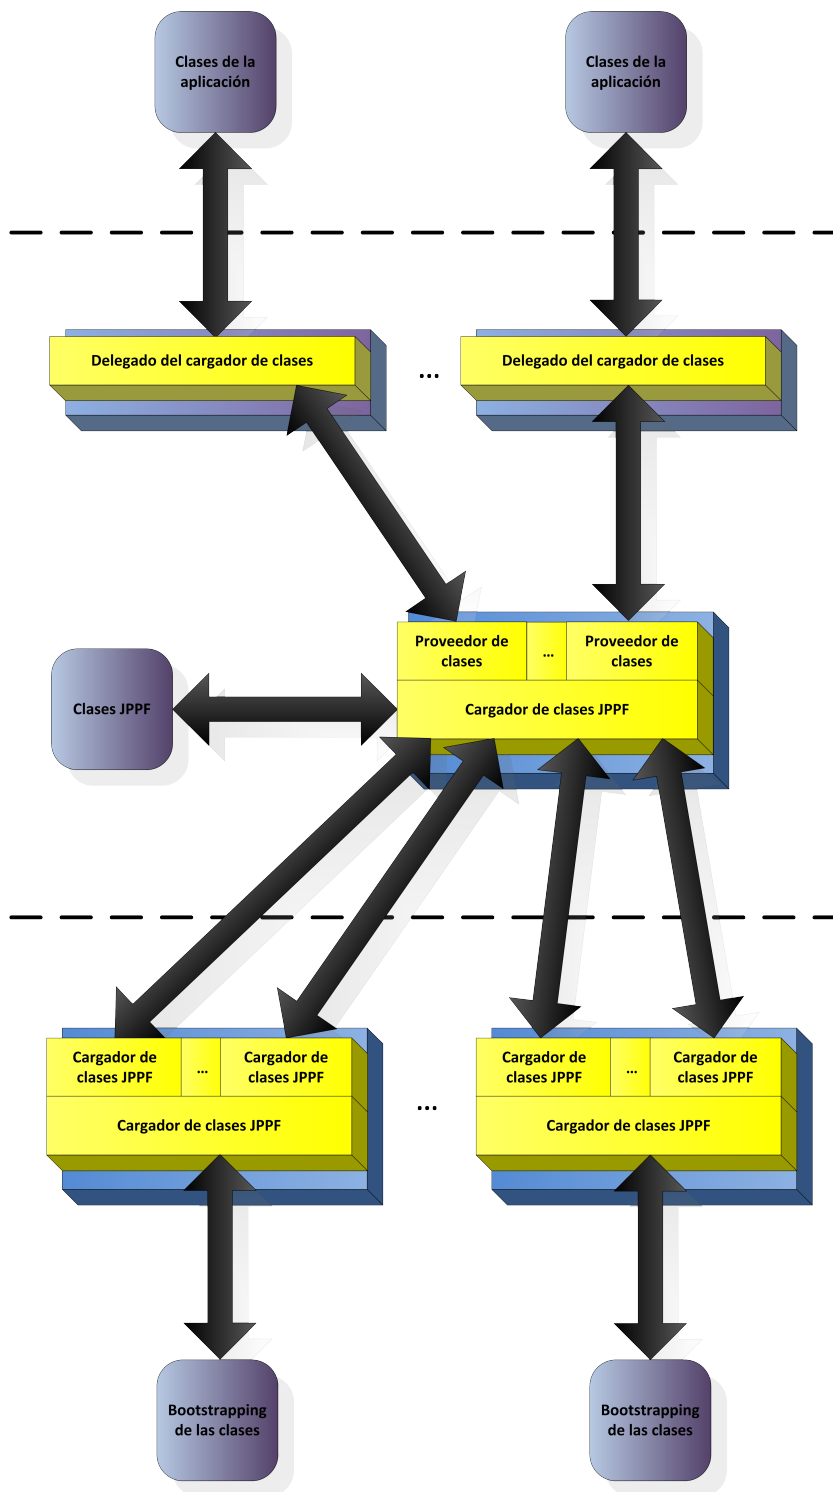 Clases de la
aplicación
Clases de la
aplicación
Delegado del cargador de clases
...
Delegado del cargador de clases
Proveedor de
clases
...
Proveedor de
clases
Clases JPPF
Cargador de clases JPPF
Cargador de
clases JPPF
...
Cargador de
clases JPPF
Cargador de clases JPPF
...
Cargador de
clases JPPF
...
Cargador de
clases JPPF
Cargador de clases JPPF
Bootstrapping
de las clases
Bootstrapping
de las clases